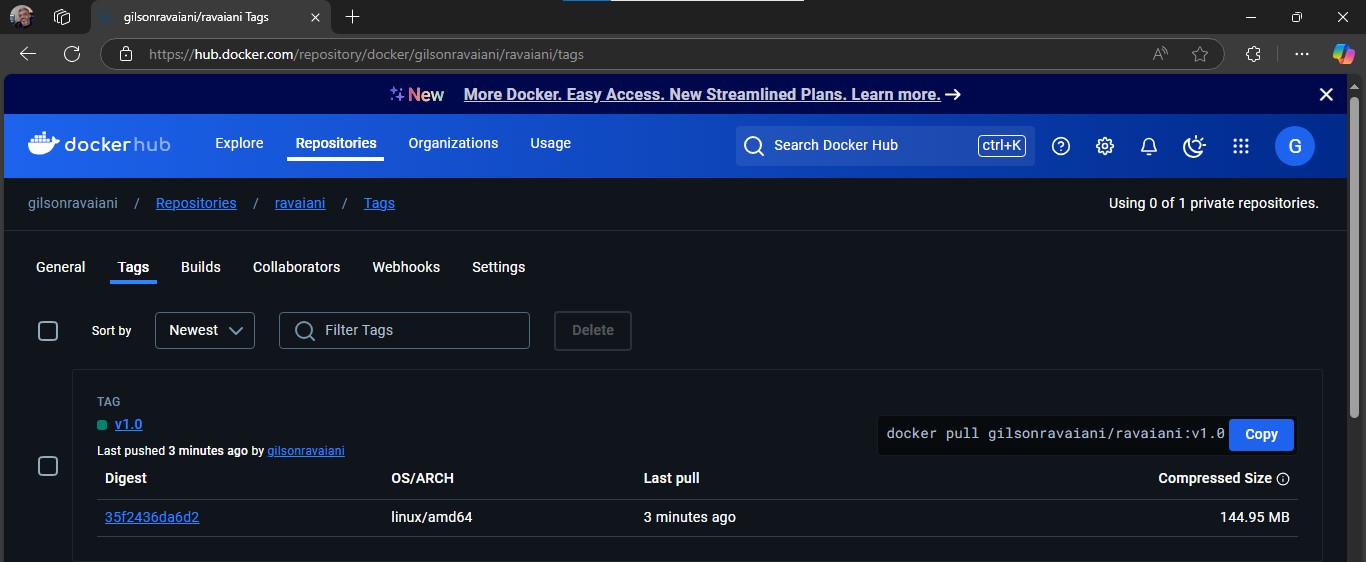 gilsonravaiani/ravaiani Tags
https://hub.docker.com/repository/docker/gilsonravaiani/ravaiani/tags
New More Docker. Easy Access. New Streamlined Plans. Learn more. →
dockerhub Explore Repositories Organizations Usage Search Docker Hub ctrl+K G
gilsonravaiani / Repositories / ravaiani / Tags Using 0 of 1 private repositories.
General Tags Builds Collaborators Webhooks Settings
Sort by Newest Filter Tags Delete
TAG
v1.0
docker pull gilsonravaiani/ravaiani:v1.0 Copy
Last pushed 3 minutes ago by gilsonravaiani
Digest OS/ARCH Last pull Compressed Size
35f2436da6d2 linux/amd64 3 minutes ago 144.95 MB